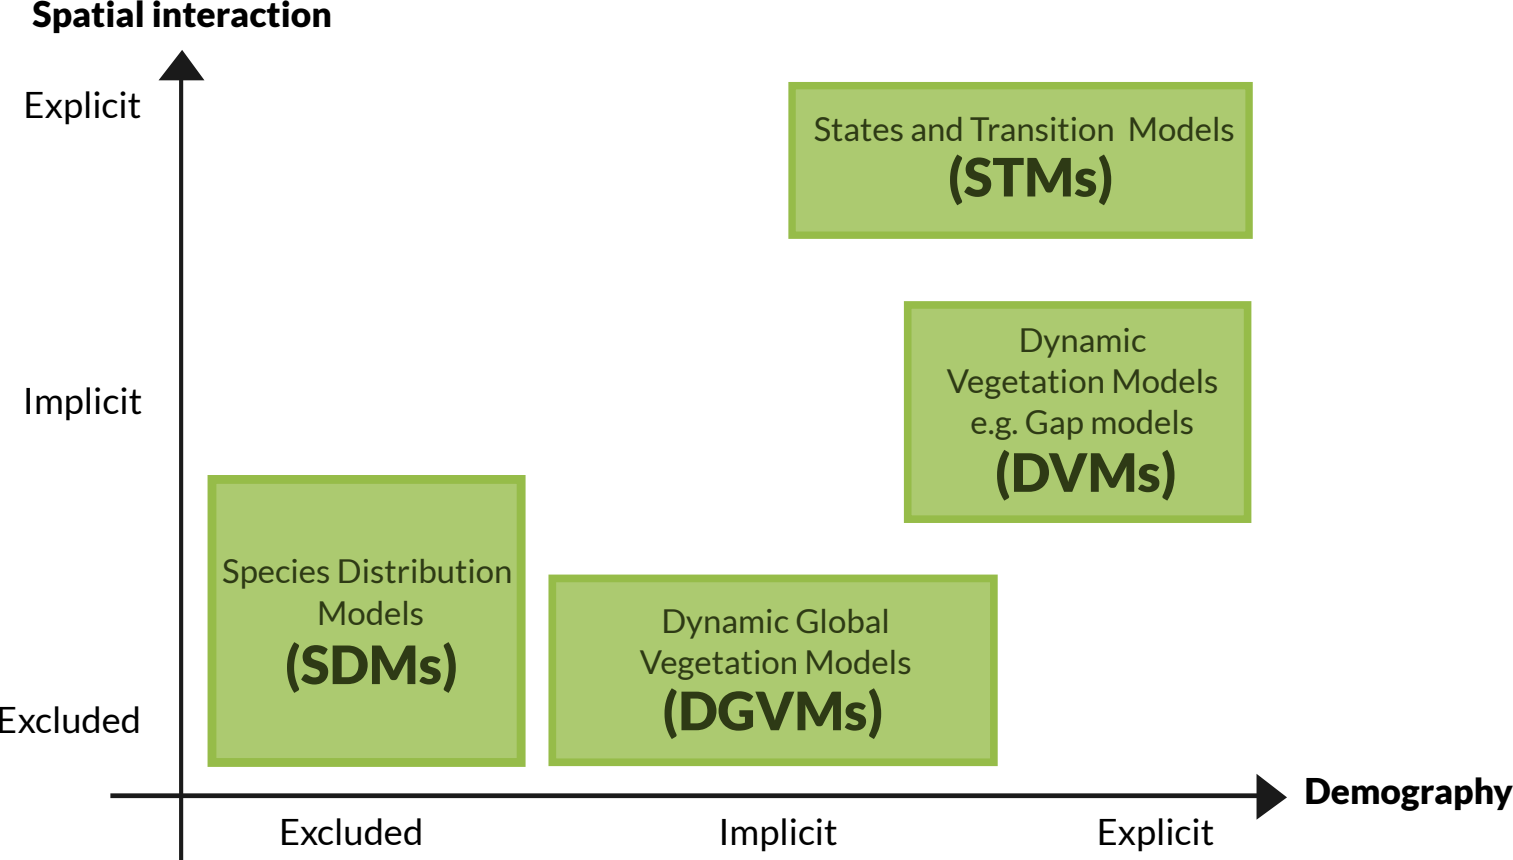 Spatial interaction
Explicit
States and Transition Models
(STMs)
Dynamic
Vegetation Models
e.g. Gap models
(DVMs)
Implicit
Species Distribution
Models
(SDMs)
Dynamic Global
Vegetation Models
(DGVMs)
Excluded
Demography
Excluded
Implicit
Explicit